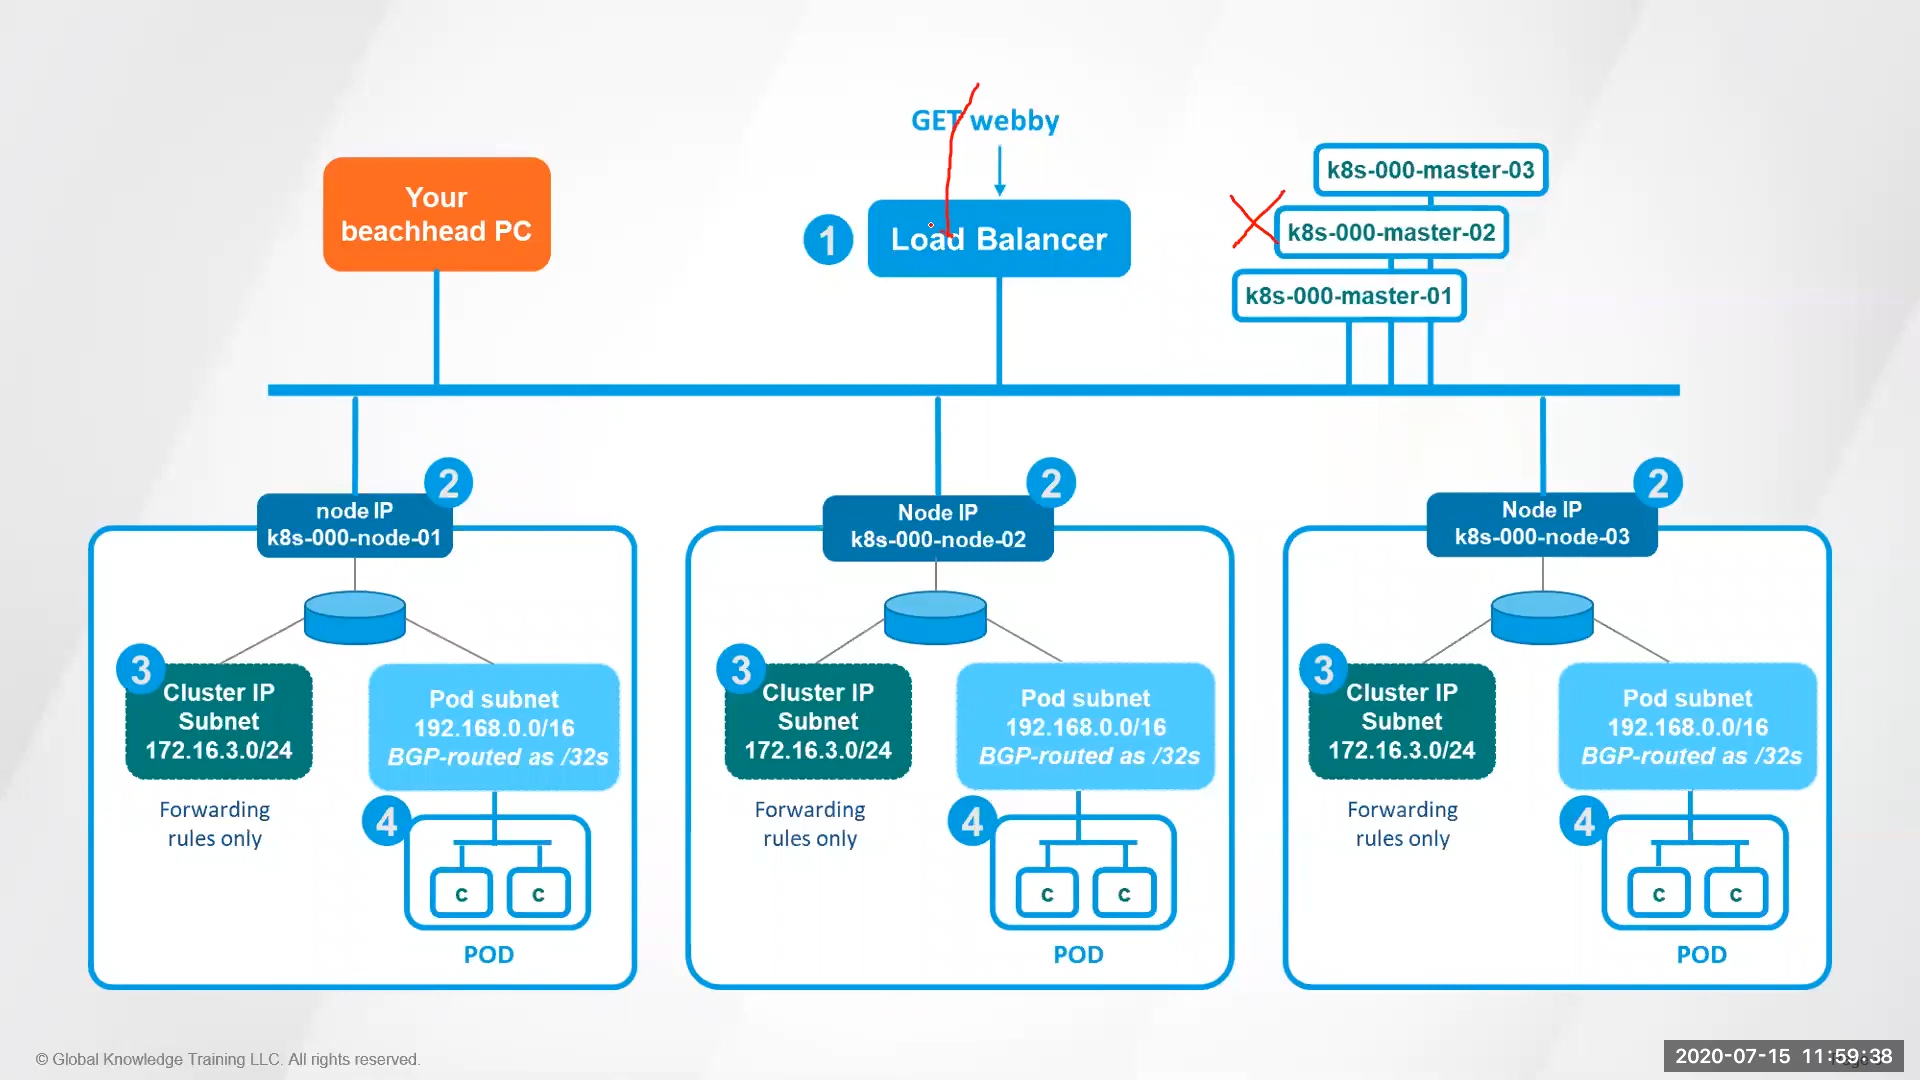 GET webby
Your
beachhead PC
1
Load Balancer
k8s-000-master-03
k8s-000-master-02
k8s-000-master-01
2
node IP
k8s-000-node-01
2
Node IP
k8s-000-node-02
2
Node IP
k8s-000-node-03
3
Cluster IP
Subnet
172.16.3.0/24
Pod subnet
192.168.0.0/16
BGP-routed as /32s
3
Cluster IP
Subnet
172.16.3.0/24
Pod subnet
192.168.0.0/16
BGP-routed as /32s
3
Cluster IP
Subnet
172.16.3.0/24
Pod subnet
192.168.0.0/16
BGP-routed as /32s
Forwarding
rules only
4
c c
POD
Forwarding
rules only
4
c c
POD
Forwarding
rules only
4
c c
POD
© Global Knowledge Training LLC. All rights reserved.
2020-07-15 11:59:38